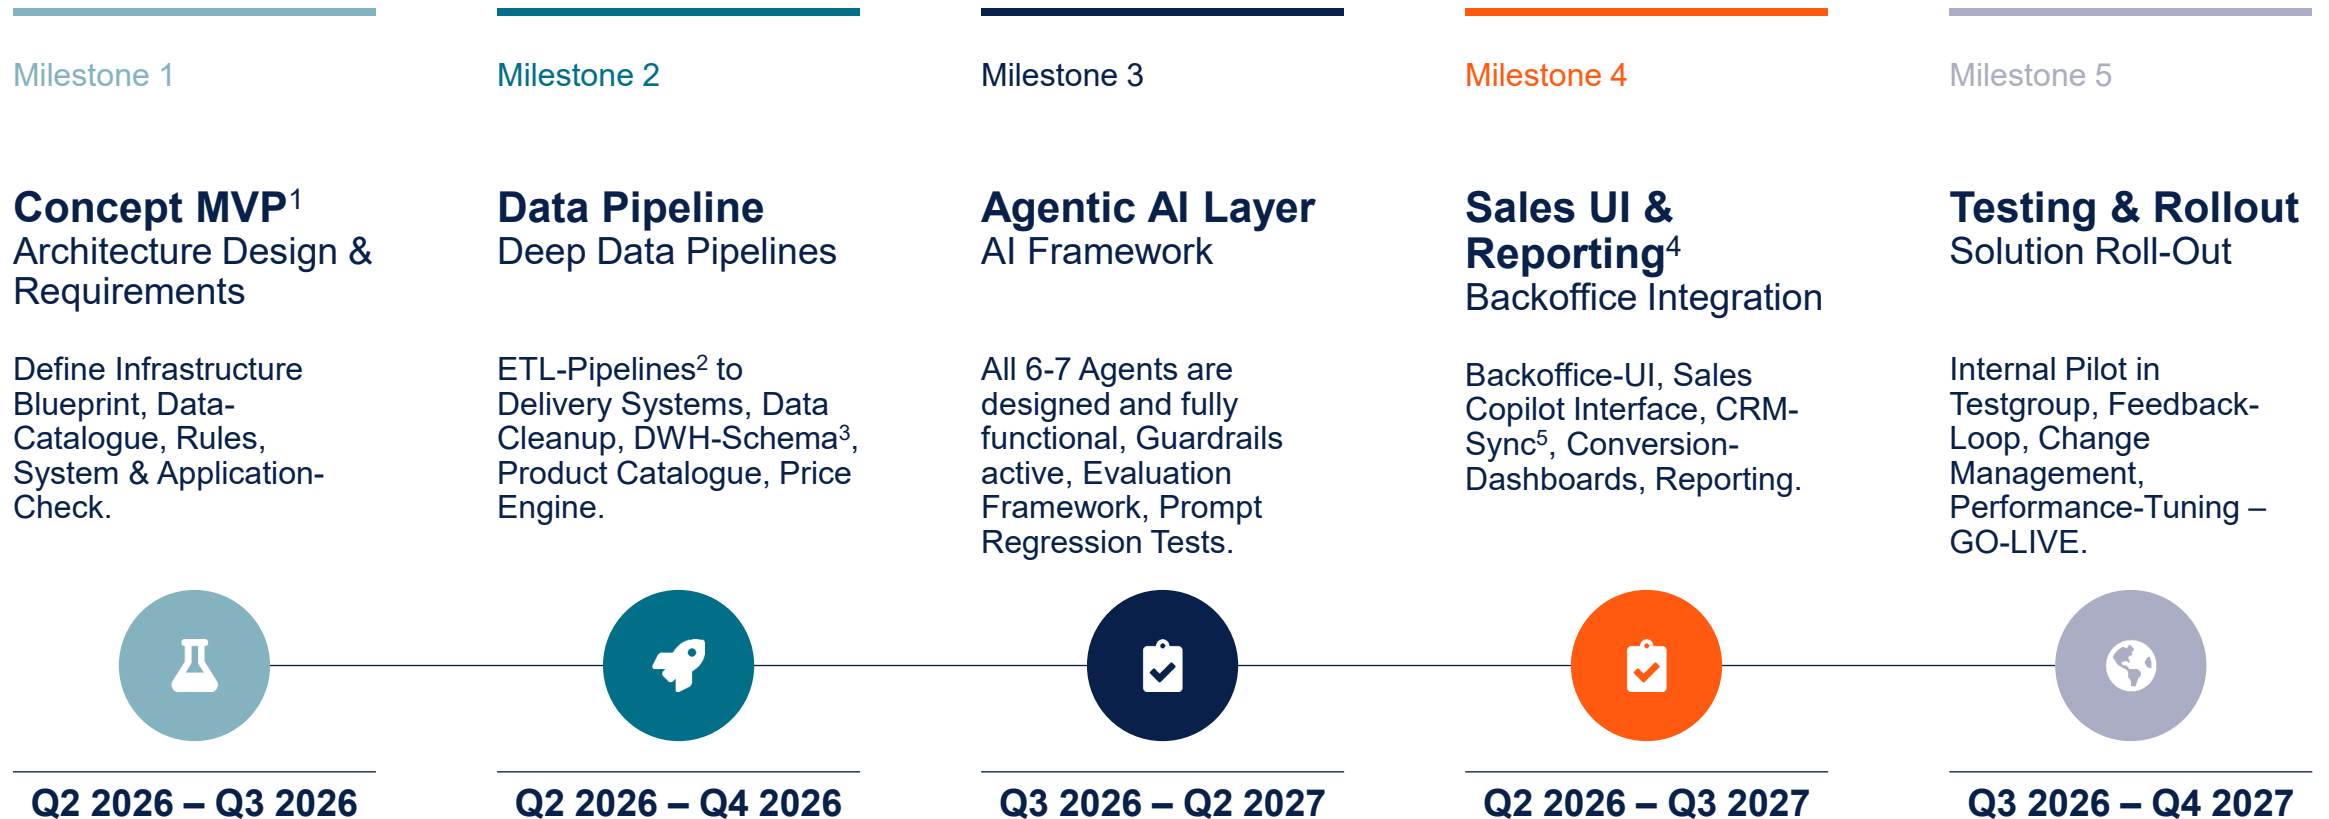 Milestone 1
Concept MVP¹
Architecture Design &
Requirements
Define Infrastructure
Blueprint, Data-
Catalogue, Rules,
System & Application-
Check.
Q2 2026 – Q3 2026
Milestone 2
Data Pipeline
Deep Data Pipelines
ETL-Pipelines² to
Delivery Systems, Data
Cleanup, DWH-Schema³,
Product Catalogue, Price
Engine.
Q2 2026 – Q4 2026
Milestone 3
Agentic AI Layer
AI Framework
All 6-7 Agents are
designed and fully
functional, Guardrails
active, Evaluation
Framework, Prompt
Regression Tests.
Q3 2026 – Q2 2027
Milestone 4
Sales UI &
Reporting⁴
Backoffice Integration
Backoffice-UI, Sales
Copilot Interface, CRM-
Sync⁵, Conversion-
Dashboards, Reporting.
Q2 2026 – Q3 2027
Milestone 5
Testing & Rollout
Solution Roll-Out
Internal Pilot in
Testgroup, Feedback-
Loop, Change
Management,
Performance-Tuning –
GO-LIVE.
Q3 2026 – Q4 2027